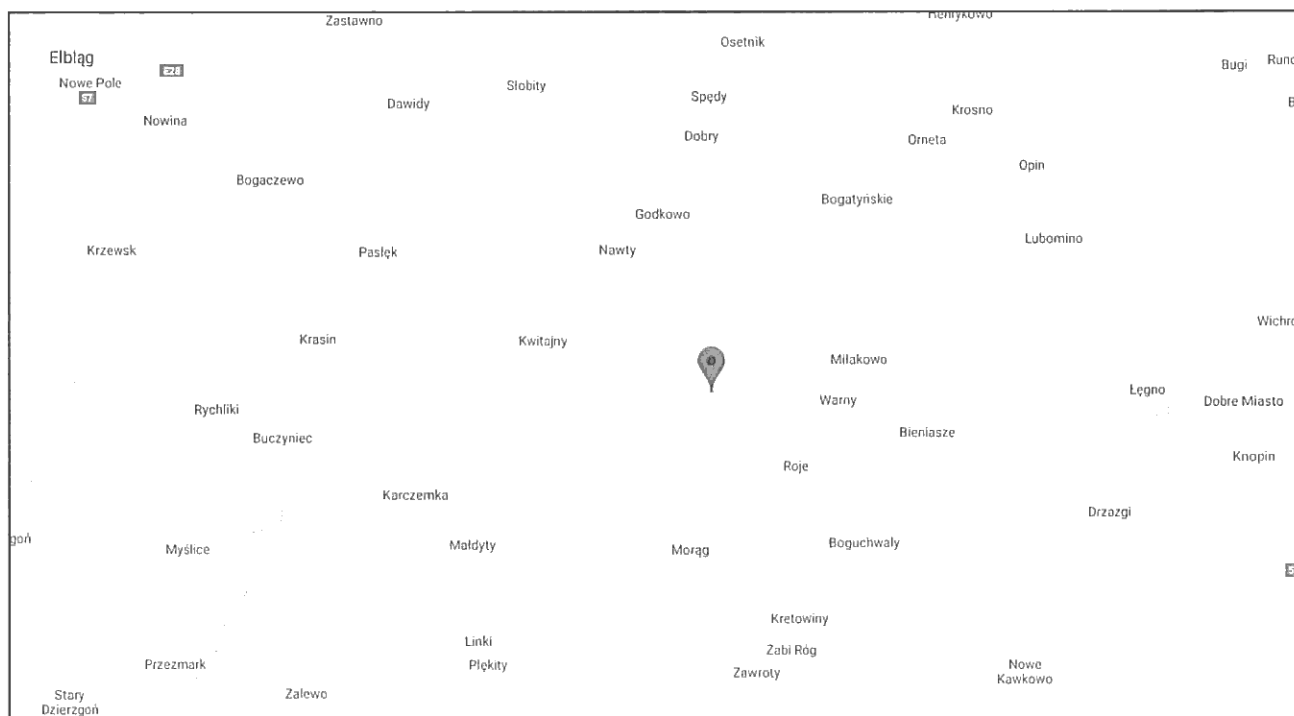 Zastawno
Henrykowo
Osetnik
Elbląg
Bugi
Nowe Pole
E28
Słobity
Spędy
S7
Dawidy
Krosno
Nowina
Dobry
Orneta
Opin
Bogaczewo
Bogatyńskie
Godkowo
Lubomino
Krzewsk
Pasłęk
Nawty
Krasin
Kwitajny
Miłakowo
Łęgno
Warny
Dobre Miasto
Rychliki
Buczyniec
Bieniasze
Knopin
Roje
Karczemka
Drzazgi
goń
Myślice
Małdyty
Morąg
Boguchwały
Kretowiny
Linki
Żabi Róg
Przezmark
Plękity
Zawroty
Nowe
Kawkowo
Stary
Dzierzgoń
Zalewo